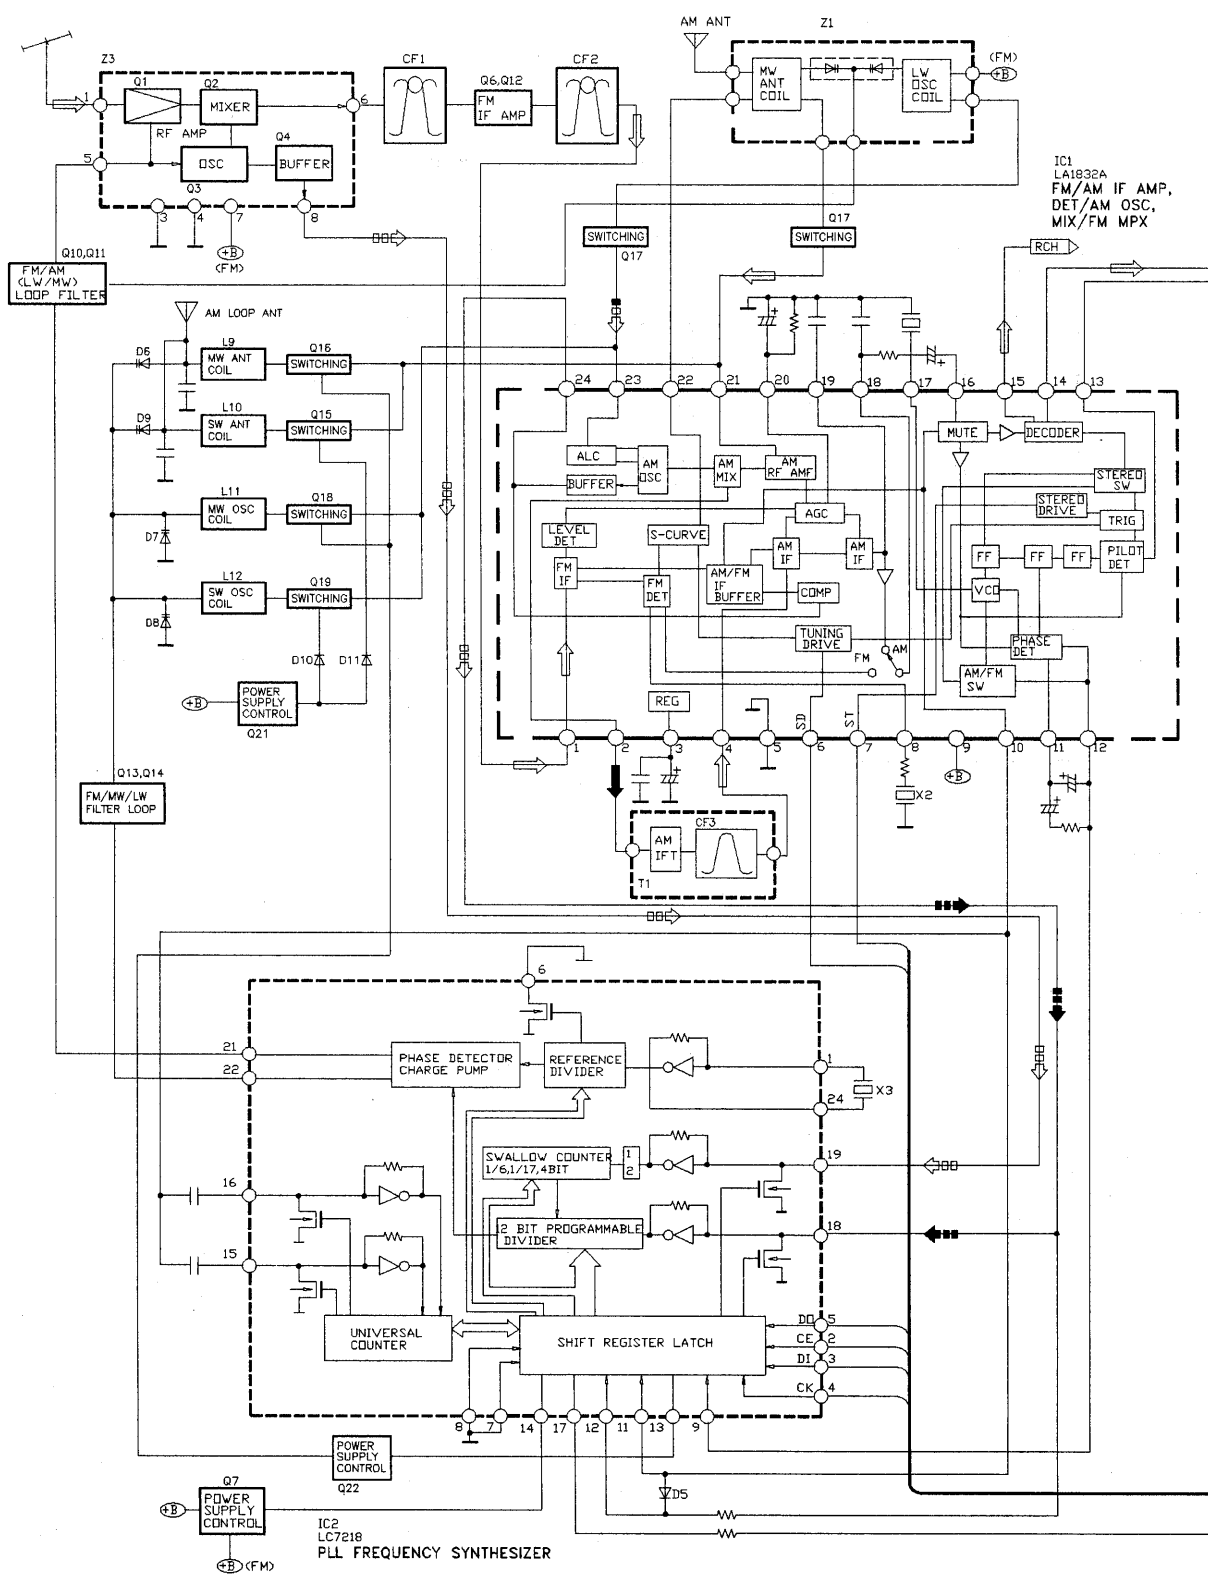 AM ANT
Z1
Z3
CF1
Q6,Q12
CF2
MW
ANT
COIL
LW
OSC
COIL
(FM)
+B
Q1
Q2
MIXER
RF AMP
Q4
OSC
BUFFER
Q3
FM
IF AMP
1
5
6
3
4
7
8
+B
(FM)
IC1
LA1832A
FM/AM IF AMP,
DET/AM OSC,
MIX/FM MPX
Q10,Q11
FM/AM
(LW/MW)
LOOP FILTER
SWITCHING
Q17
Q17
SWITCHING
RCH
AM LOOP ANT
D6
L9
MW ANT
COIL
Q16
SWITCHING
D9
L10
SW ANT
COIL
Q15
SWITCHING
L11
MW OSC
COIL
Q18
SWITCHING
D7
L12
SW OSC
COIL
Q19
SWITCHING
D8
D10
D11
+B
POWER
SUPPLY
CONTROL
Q21
Q13,Q14
FM/MW/LW
FILTER LOOP
24
23
22
21
20
19
18
17
16
15
14
13
ALC
BUFFER
AM
OSC
AM
MIX
AM
RF AMF
MUTE
DECODER
STEREO
SW
STEREO
DRIVE
TRIG
LEVEL
DET
S-CURVE
AGC
FM
IF
FM
DET
AM/FM
IF
BUFFER
AM
IF
AM
IF
COMP
FF
FF
FF
PILOT
DET
VCO
TUNING
DRIVE
PHASE
DET
FM
AM
AM/FM
SW
REG
SD
ST
1
2
3
4
5
6
7
8
9
10
11
12
+B
X2
AM
IFT
CF3
T1
6
21
22
PHASE DETECTOR
CHARGE PUMP
REFERENCE
DIVIDER
1
24
X3
SWALLOW COUNTER
1/6,1/17,4BIT
1
2
19
16
12 BIT PROGRAMMABLE
DIVIDER
18
15
UNIVERSAL
COUNTER
SHIFT REGISTER LATCH
DO
5
CE
2
DI
3
CK
4
8
7
14
17
12
11
13
9
POWER
SUPPLY
CONTROL
Q22
Q7
+B
POWER
SUPPLY
CONTROL
+B
(FM)
D5
IC2
LC7218
PLL FREQUENCY SYNTHESIZER